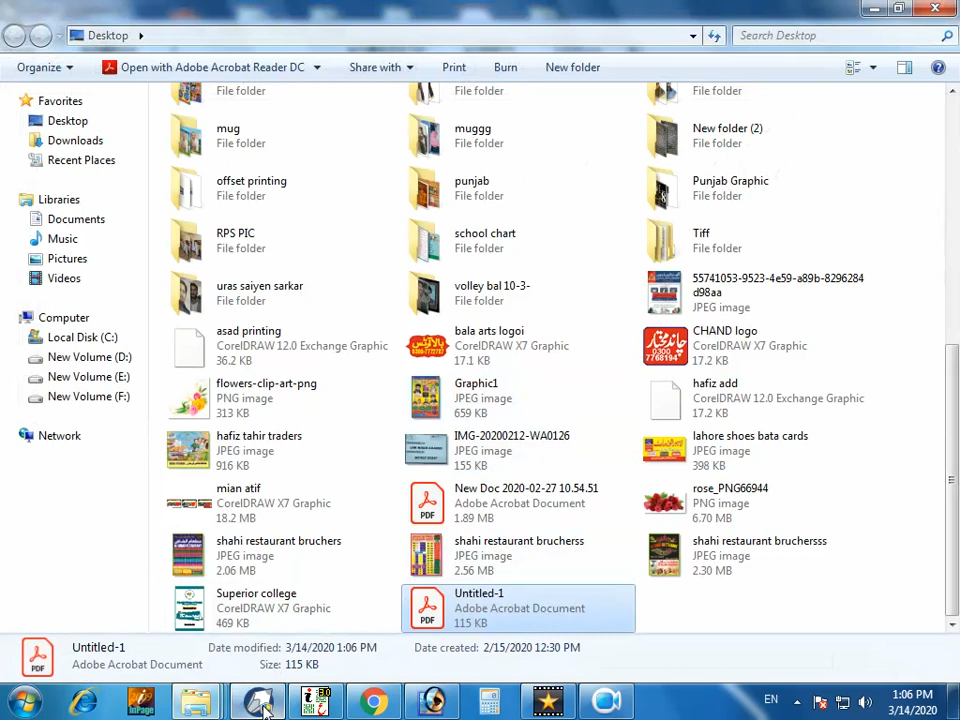 Desktop
Search Desktop
Organize Open with Adobe Acrobat Reader DC Share with Print Burn New folder
File folder File folder File folder
Favorites
Desktop
Downloads
Recent Places
Libraries
Documents
Music
Pictures
Videos
Computer
Local Disk (C:)
New Volume (D:)
New Volume (E:)
New Volume (F:)
Network
mug
File folder
muggg
File folder
New folder (2)
File folder
offset printing
File folder
punjab
File folder
Punjab Graphic
File folder
RPS PIC
File folder
school chart
File folder
Tiff
File folder
uras saiyen sarkar
File folder
volley bal 10-3-
File folder
55741053-9523-4e59-a89b-8296284
d98aa
JPEG image
asad printing
CorelDRAW 12.0 Exchange Graphic
36.2 KB
bala arts logoi
CorelDRAW X7 Graphic
17.1 KB
CHAND logo
CorelDRAW X7 Graphic
17.2 KB
flowers-clip-art-png
PNG image
313 KB
Graphic1
JPEG image
659 KB
hafiz add
CorelDRAW 12.0 Exchange Graphic
17.2 KB
hafiz tahir traders
JPEG image
916 KB
IMG-20200212-WA0126
JPEG image
155 KB
lahore shoes bata cards
JPEG image
398 KB
mian atif
CorelDRAW X7 Graphic
18.2 MB
PDF
New Doc 2020-02-27 10.54.51
Adobe Acrobat Document
1.89 MB
rose_PNG66944
PNG image
6.70 MB
shahi restaurant bruchers
JPEG image
2.06 MB
shahi restaurant brucherss
JPEG image
2.56 MB
shahi restaurant bruchersss
JPEG image
2.30 MB
Superior college
CorelDRAW X7 Graphic
469 KB
PDF
Untitled-1
Adobe Acrobat Document
115 KB
PDF
Untitled-1 Date modified: 3/14/2020 1:06 PM Date created: 2/15/2020 12:30 PM
Adobe Acrobat Document Size: 115 KB
InPage
EN
1:06 PM
3/14/2020